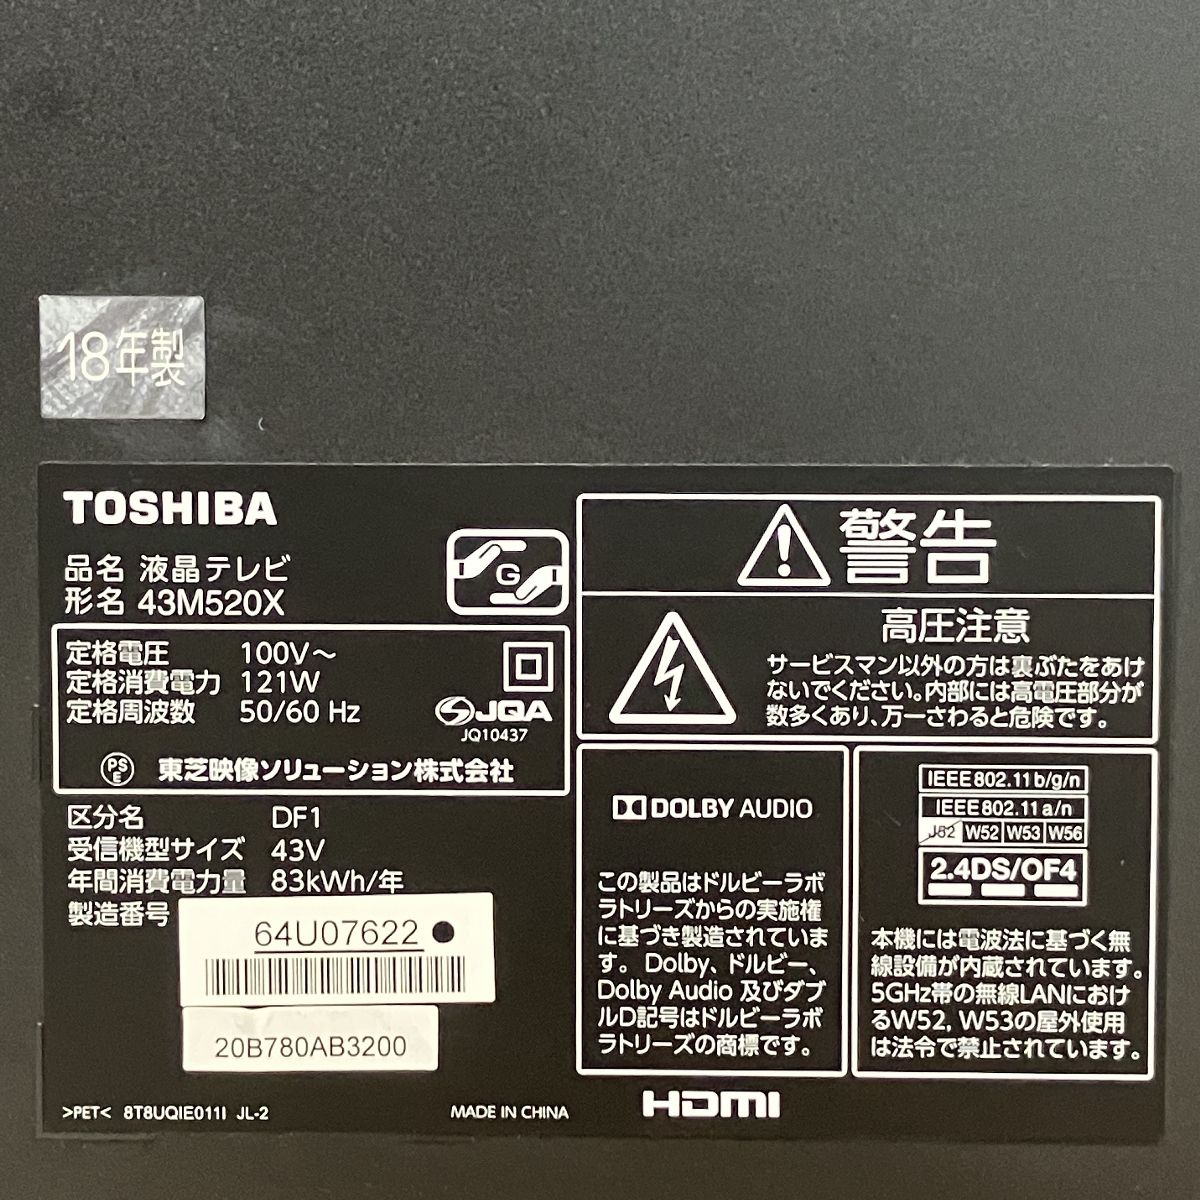 18年製
TOSHIBA
品名 液晶テレビ
形名 43M520X
G
定格電圧 100V～
定格消費電力 121W
定格周波数 50/60 Hz
JQA
JQ10437
PSE 東芝映像ソリューション株式会社
区分名 DF1
受信機型サイズ 43V
年間消費電力量 83kWh/年
製造番号
64U07622
20B780AB3200
>PET< 8T8UQIE011I JL-2
MADE IN CHINA
警告
高圧注意
サービスマン以外の方は裏ぶたをあけ
ないでください。内部には高電圧部分が
数多くあり、万一さわると危険です。
DOLBY AUDIO
この製品はドルビーラボ
ラトリーズからの実施権
に基づき製造されていま
す。Dolby、ドルビー、
Dolby Audio 及びダブ
ルD記号はドルビーラボ
ラトリーズの商標です。
IEEE802.11b/g/n
IEEE802.11a/n
J52 W52 W53 W56
2.4DS/OF4
本機には電波法に基づく無
線設備が内蔵されています。
5GHz帯の無線LANにおけ
るW52, W53の屋外使用
は法令で禁止されています。
HDMI